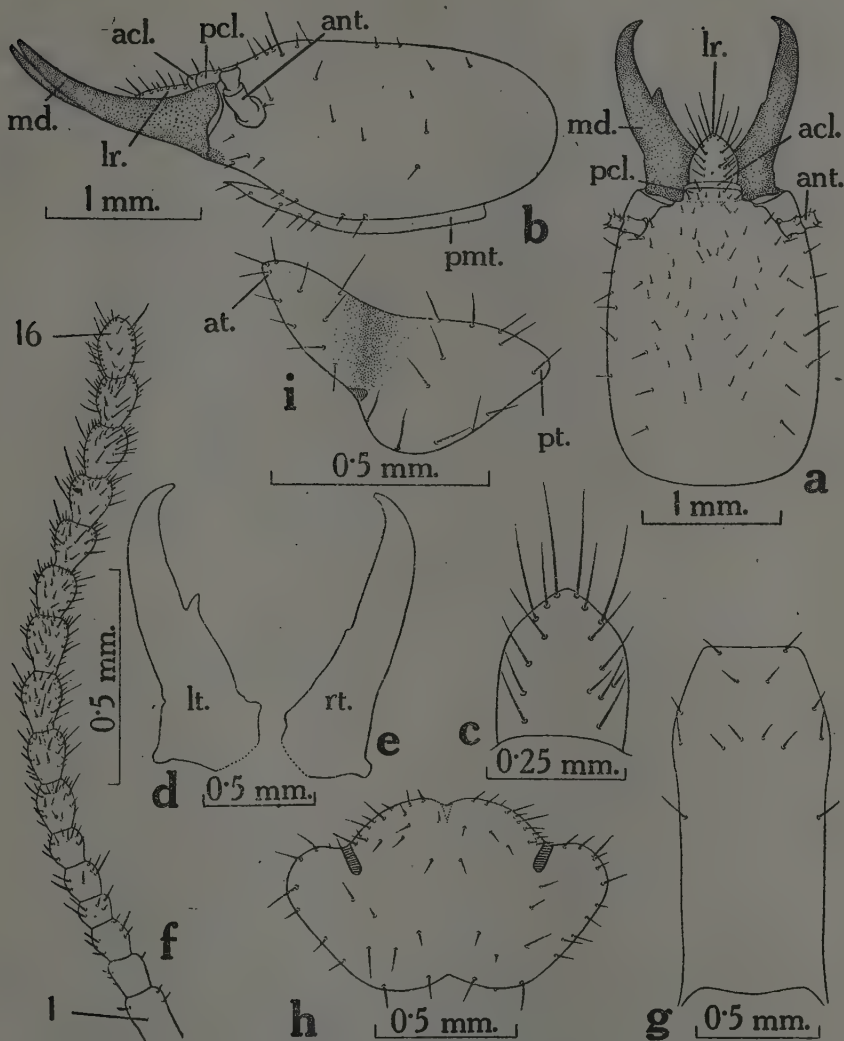 acl.
pcl.
ant.
md.
lr.
1 mm.
b
pmt.
lr.
md.
acl.
pcl.
ant.
a
1 mm.
16
at.
i
pt.
0·5 mm.
0·5 mm.
lt.
rt.
d
e
0·5 mm.
c
0·25 mm.
f
1
h
0·5 mm.
g
0·5 mm.